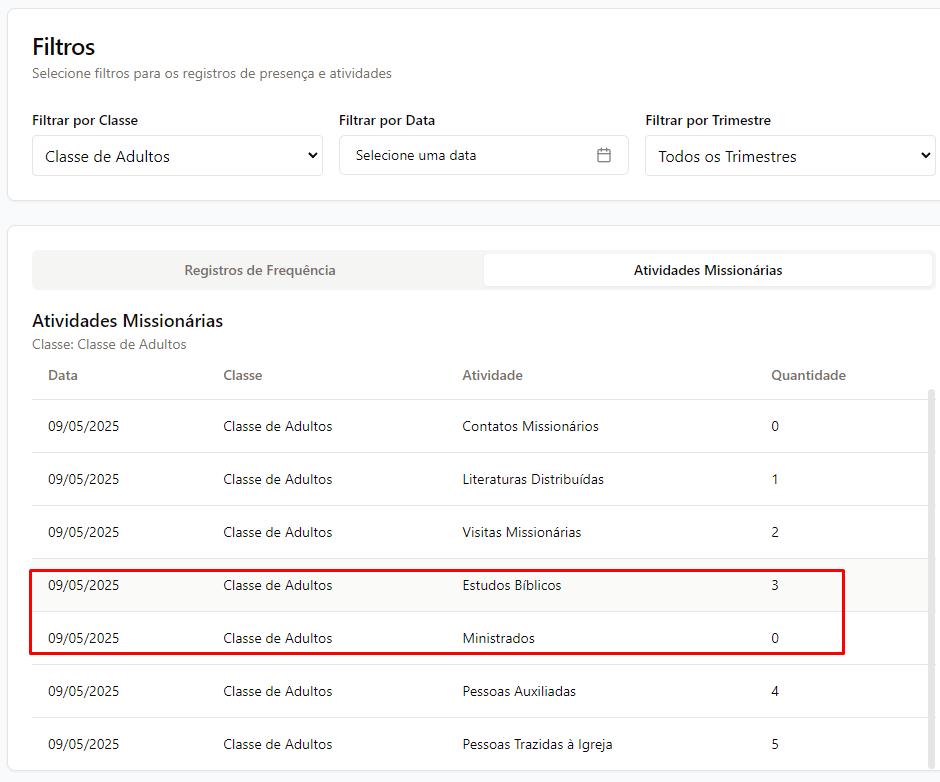 Filtros
Selecione filtros para os registros de presença e atividades
Filtrar por Classe Filtrar por Data Filtrar por Trimestre
Classe de Adultos Selecione uma data Todos os Trimestres
Registros de Frequência Atividades Missionárias
Atividades Missionárias
Classe: Classe de Adultos
Data Classe Atividade Quantidade
09/05/2025 Classe de Adultos Contatos Missionários 0
09/05/2025 Classe de Adultos Literaturas Distribuídas 1
09/05/2025 Classe de Adultos Visitas Missionárias 2
09/05/2025 Classe de Adultos Estudos Bíblicos 3
09/05/2025 Classe de Adultos Ministrados 0
09/05/2025 Classe de Adultos Pessoas Auxiliadas 4
09/05/2025 Classe de Adultos Pessoas Trazidas à Igreja 5